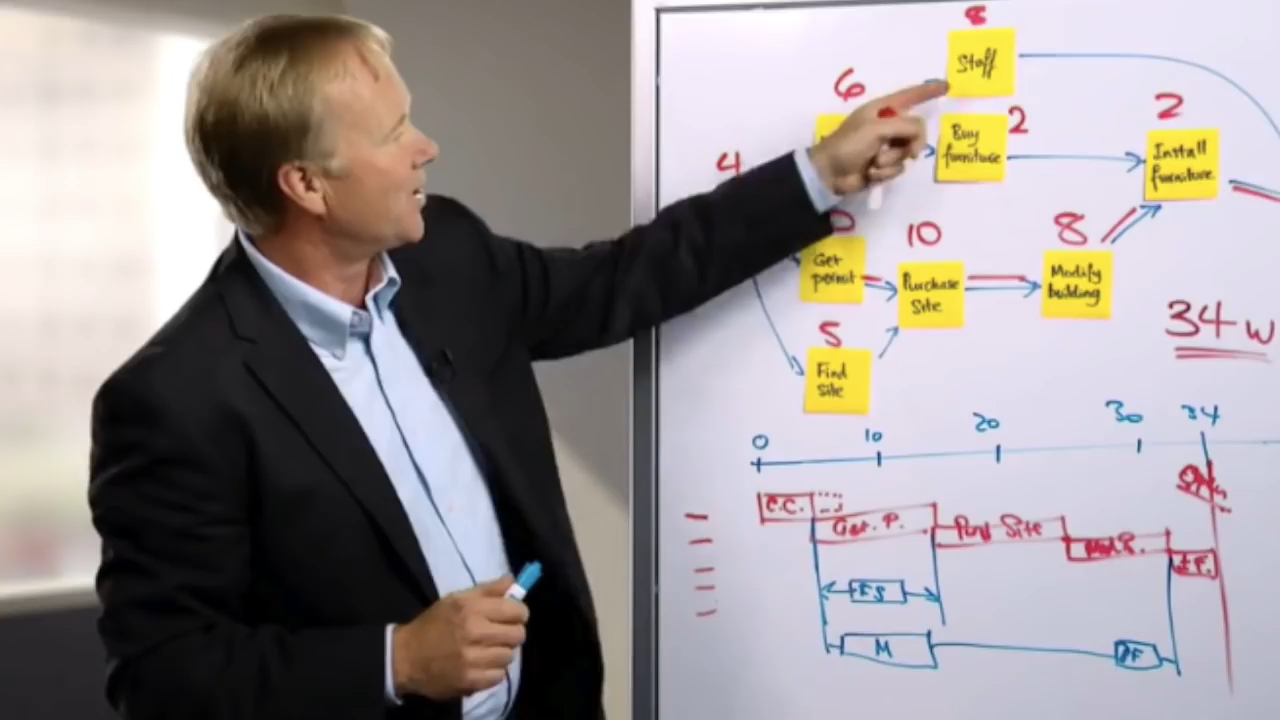 8
Staff
6
2
Buy
furniture
2
Install
furniture
4
0
Get
permit
10
Purchase
Site
8
Modify
building
34 W
5
Find
site
0
10
20
30
34
C.C.
Get. P.
Site
M